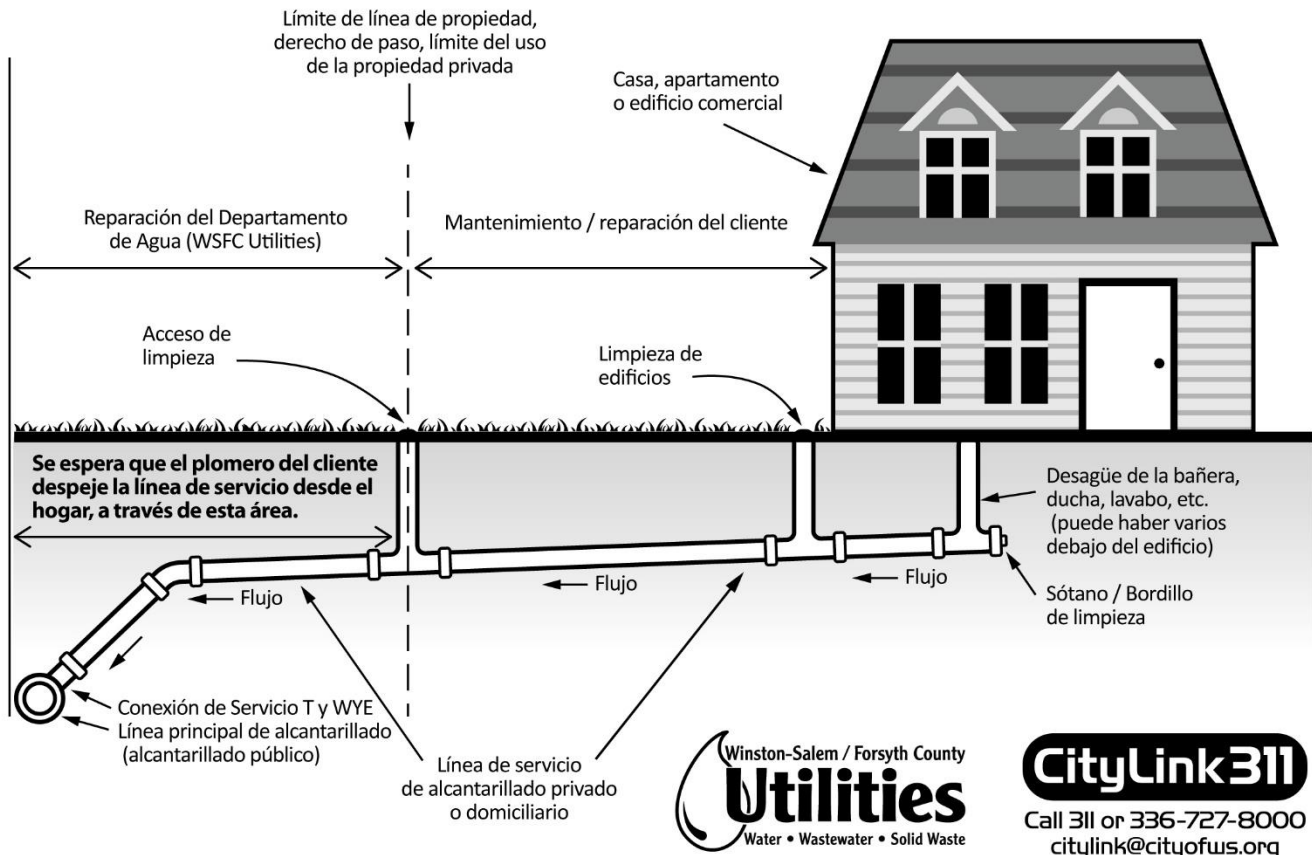 Límite de línea de propiedad,
derecho de paso, límite del uso
de la propiedad privada
Casa, apartamento
o edificio comercial
Reparación del Departamento
de Agua (WSFC Utilities)
Mantenimiento / reparación del cliente
Acceso de
limpieza
Limpieza de
edificios
Se espera que el plomero del cliente
despeje la línea de servicio desde el
hogar, a través de esta área.
Desagüe de la bañera,
ducha, lavabo, etc.
(puede haber varios
debajo del edificio)
Flujo
Flujo
Flujo
Sótano / Bordillo
de limpieza
Conexión de Servicio T y WYE
Línea principal de alcantarillado
(alcantarillado público)
Línea de servicio
de alcantarillado privado
o domiciliario
Winston-Salem / Forsyth County
Utilities
Water • Wastewater • Solid Waste
CityLink 311
Call 311 or 336-727-8000
citylink@cityofws.org